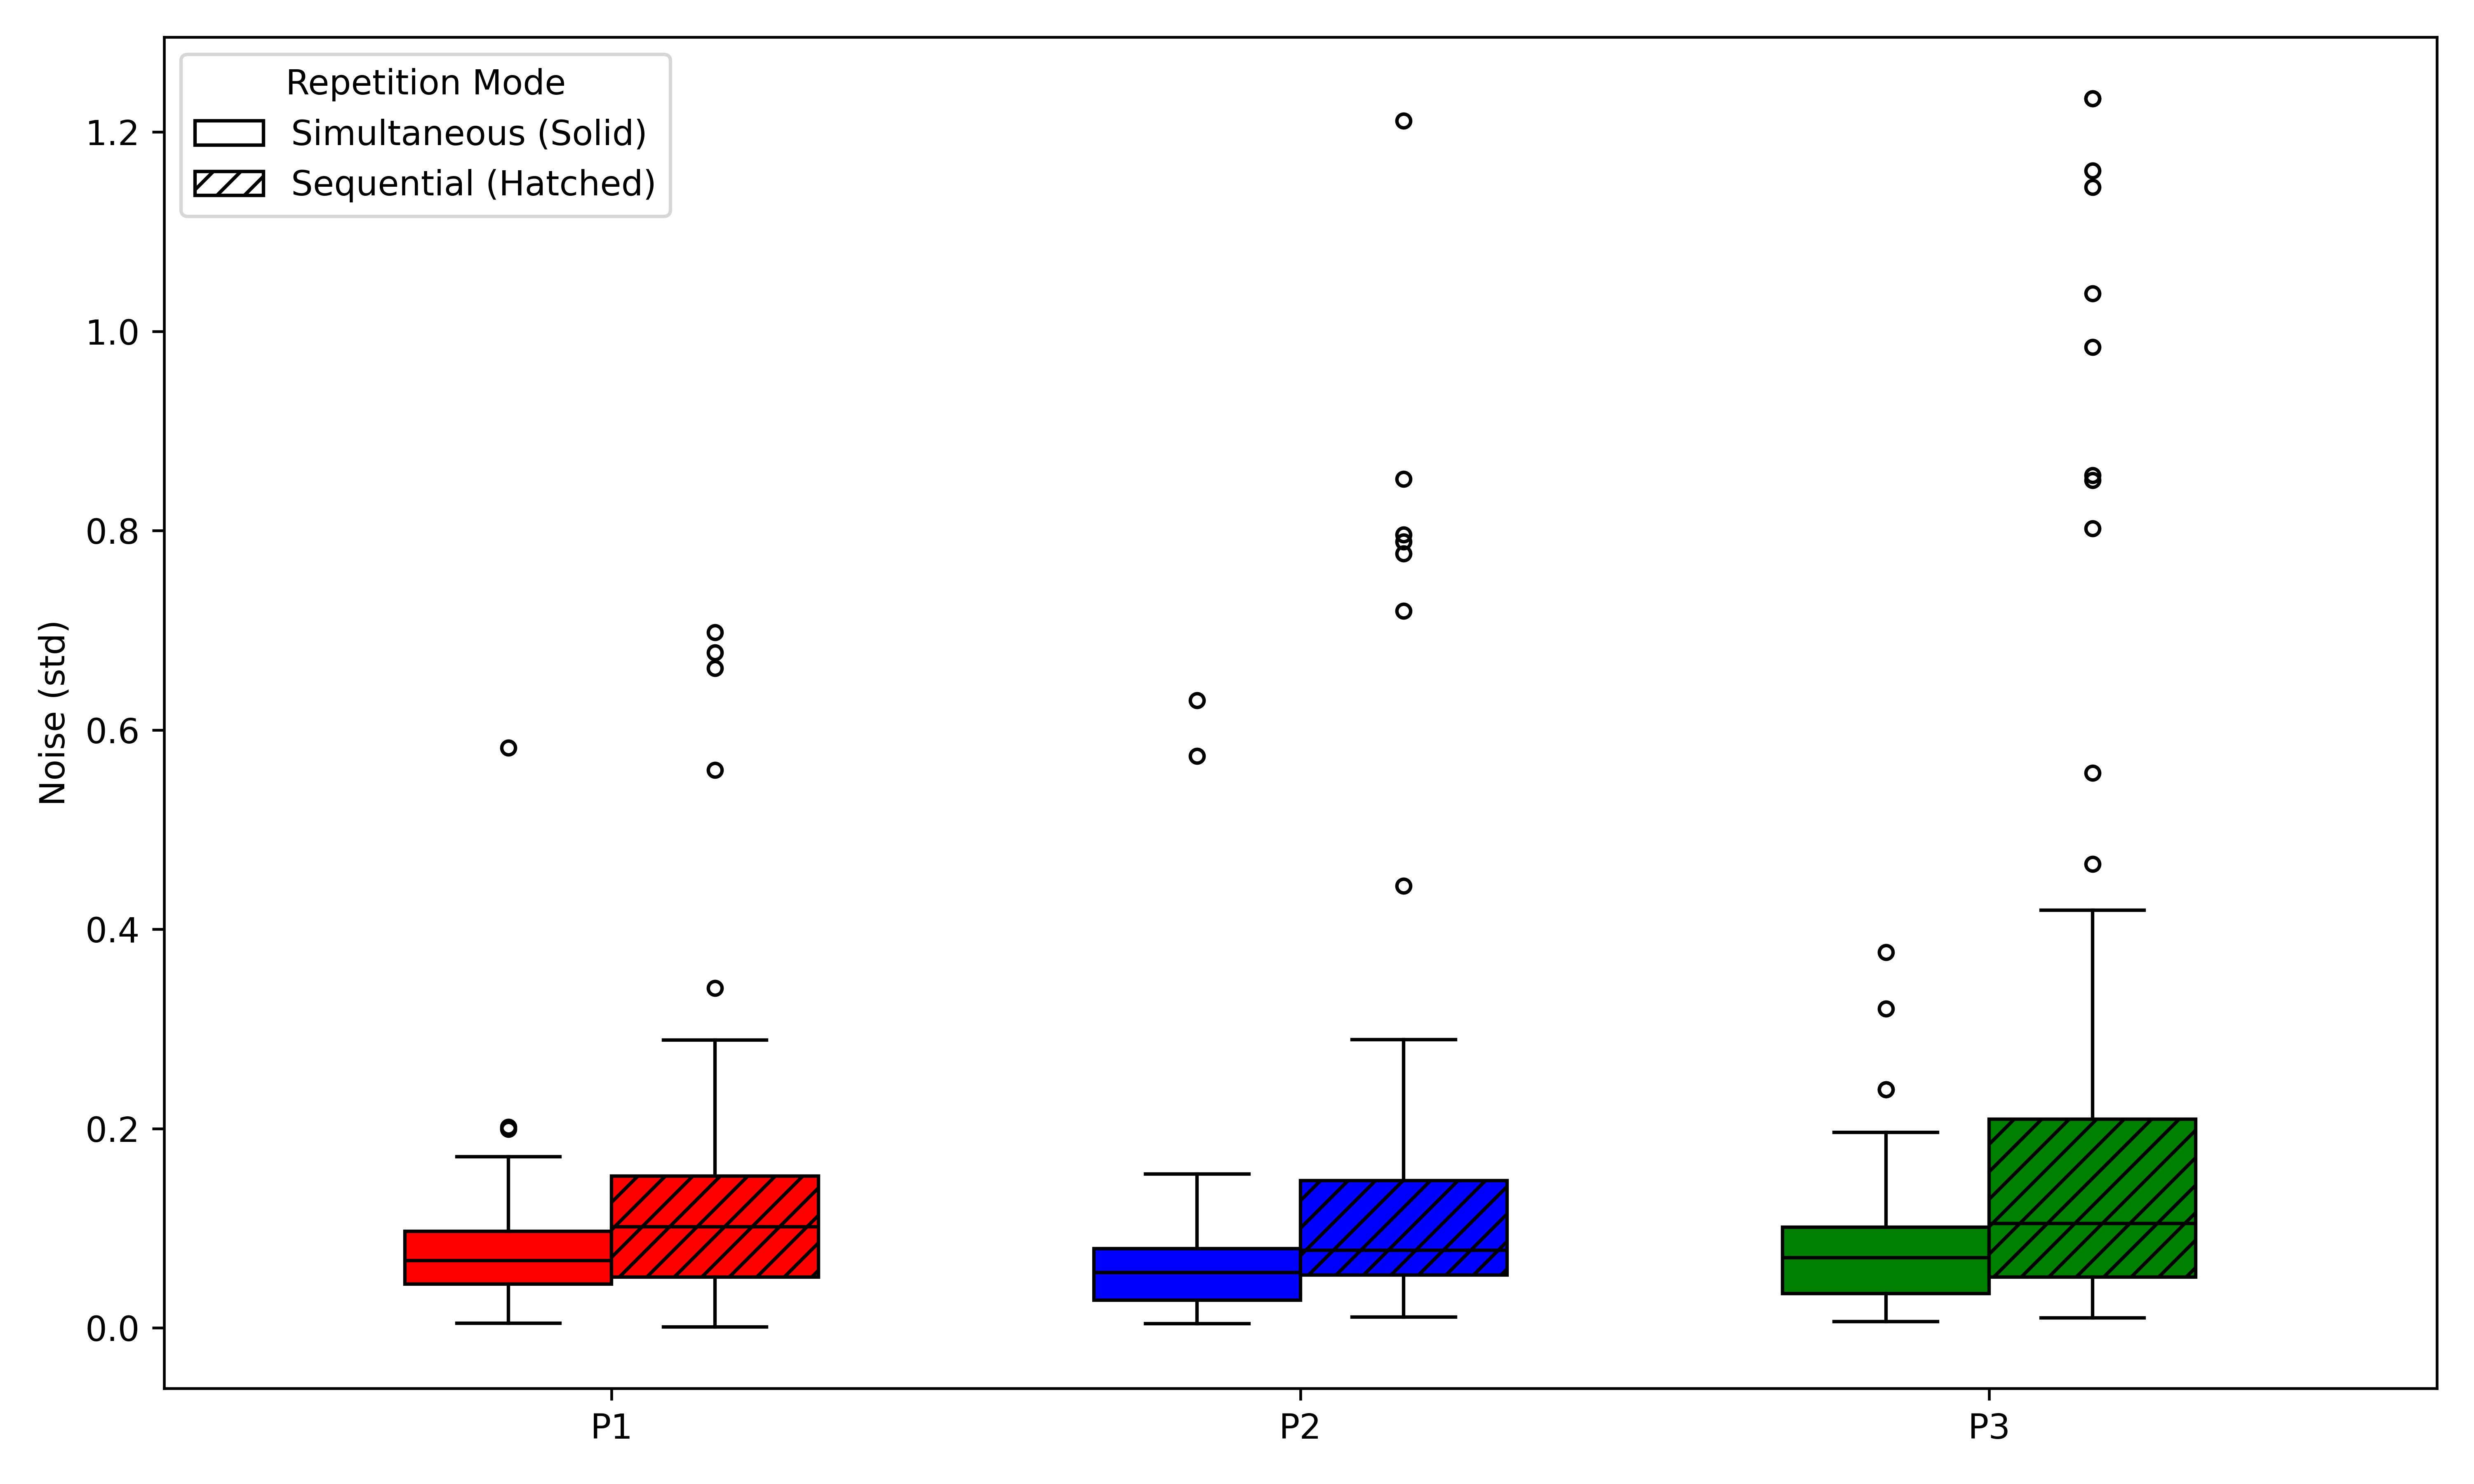 Repetition Mode
Simultaneous (Solid)
Sequential (Hatched)
Noise (std)
1.2
1.0
0.8
0.6
0.4
0.2
0.0
P1 P2 P3